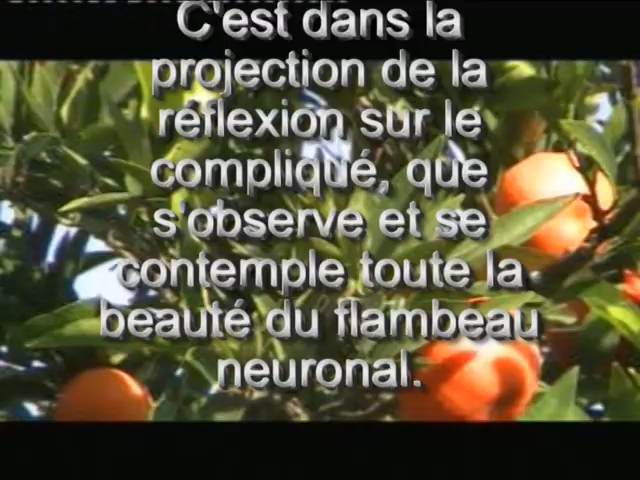 C'est dans la
projection de la
réflexion sur le
compliqué, que
s'observe et se
contemple toute la
beauté du flambeau
neuronal.